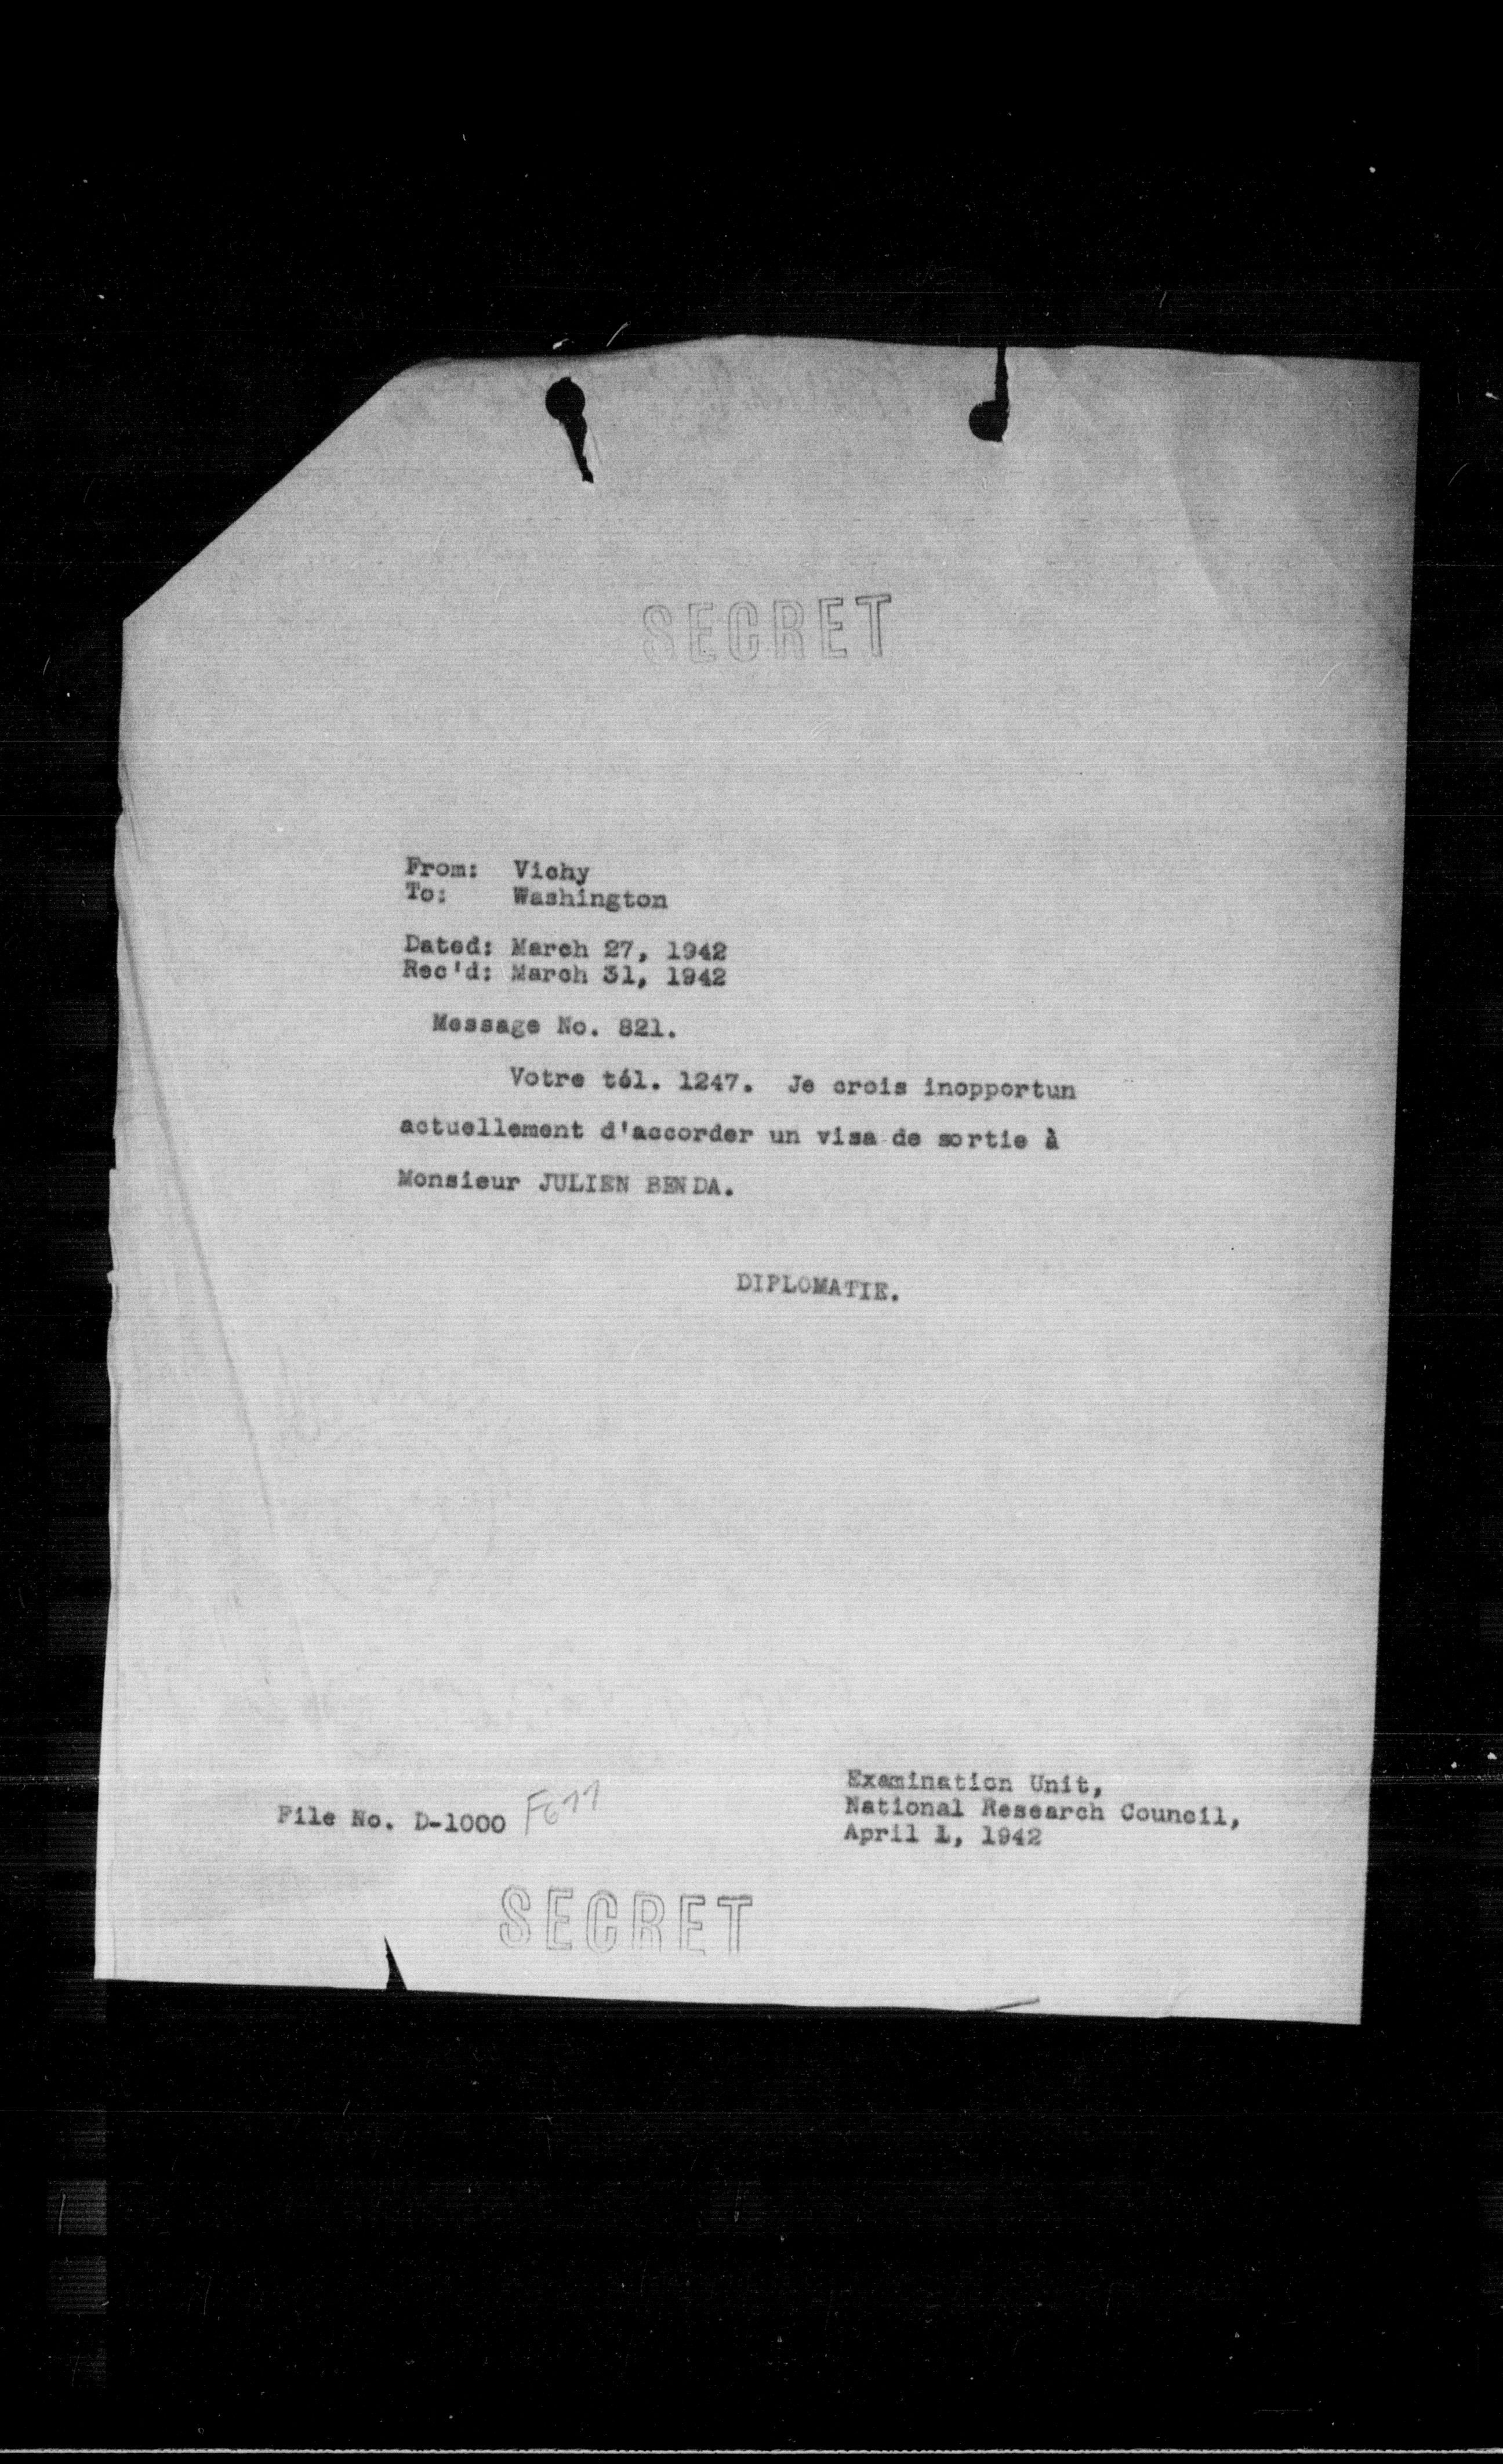 SECRET
From: Vichy
To: Washington
Dated: March 27, 1942
Rec'd: March 31, 1942
Message No. 821.
Votre tél. 1247. Je crois inopportun
actuellement d'accorder un visa de sortie à
Monsieur JULIEN BENDA.
DIPLOMATIE.
Examination Unit,
National Research Council,
April 1, 1942
File No. D-1000 F677
SECRET